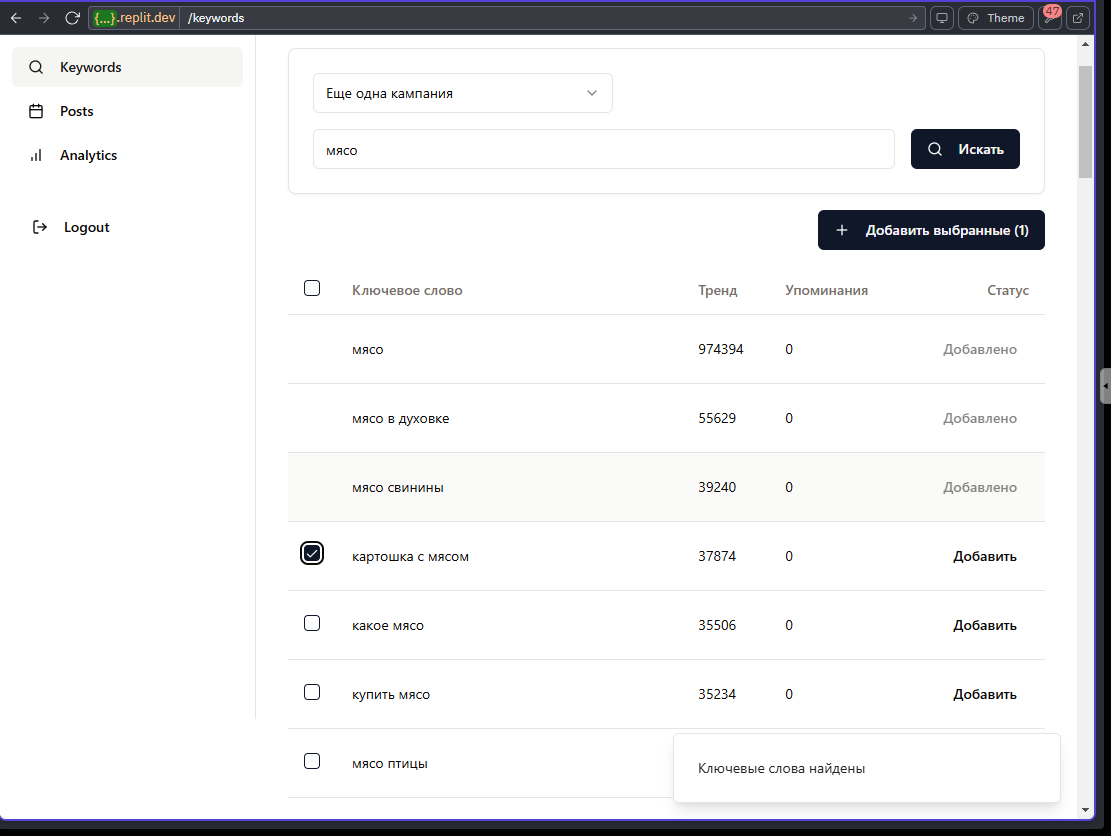 {...}.replit.dev /keywords Theme 47
Keywords
Posts
Analytics
Logout
Еще одна кампания
мясо
Искать
Добавить выбранные (1)
Ключевое слово Тренд Упоминания Статус
мясо 974394 0 Добавлено
мясо в духовке 55629 0 Добавлено
мясо свинины 39240 0 Добавлено
картошка с мясом 37874 0 Добавить
какое мясо 35506 0 Добавить
купить мясо 35234 0 Добавить
мясо птицы
Ключевые слова найдены